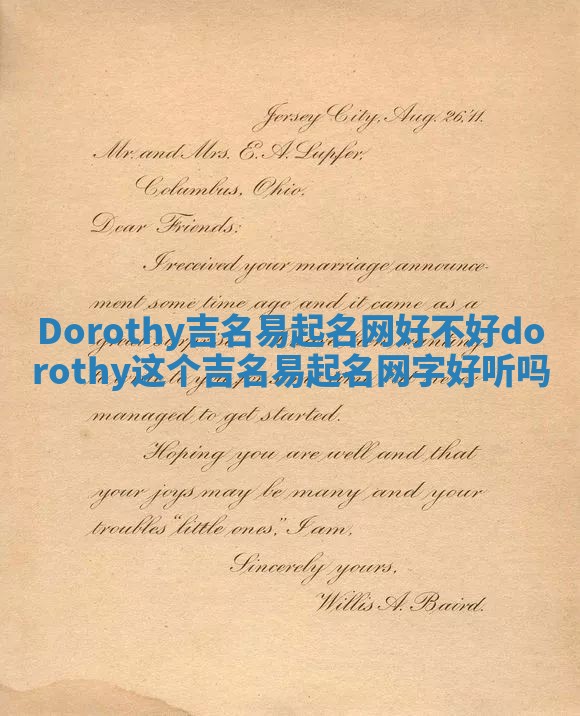 Jersey City, Aug. 26,'11.
Mr. and Mrs. E. A. Lupfer,
Columbus, Ohio.
Dear Friends:
I received your marriage announce-
ment some time ago and it came as a
Dorothy吉名易起名网好不好do
rothy这个吉名易起名网字好听吗
managed to get started.
Hoping you are well and that
your joys may be many and your
troubles "little ones," I am,
Sincerely yours,
Willis A. Baird.